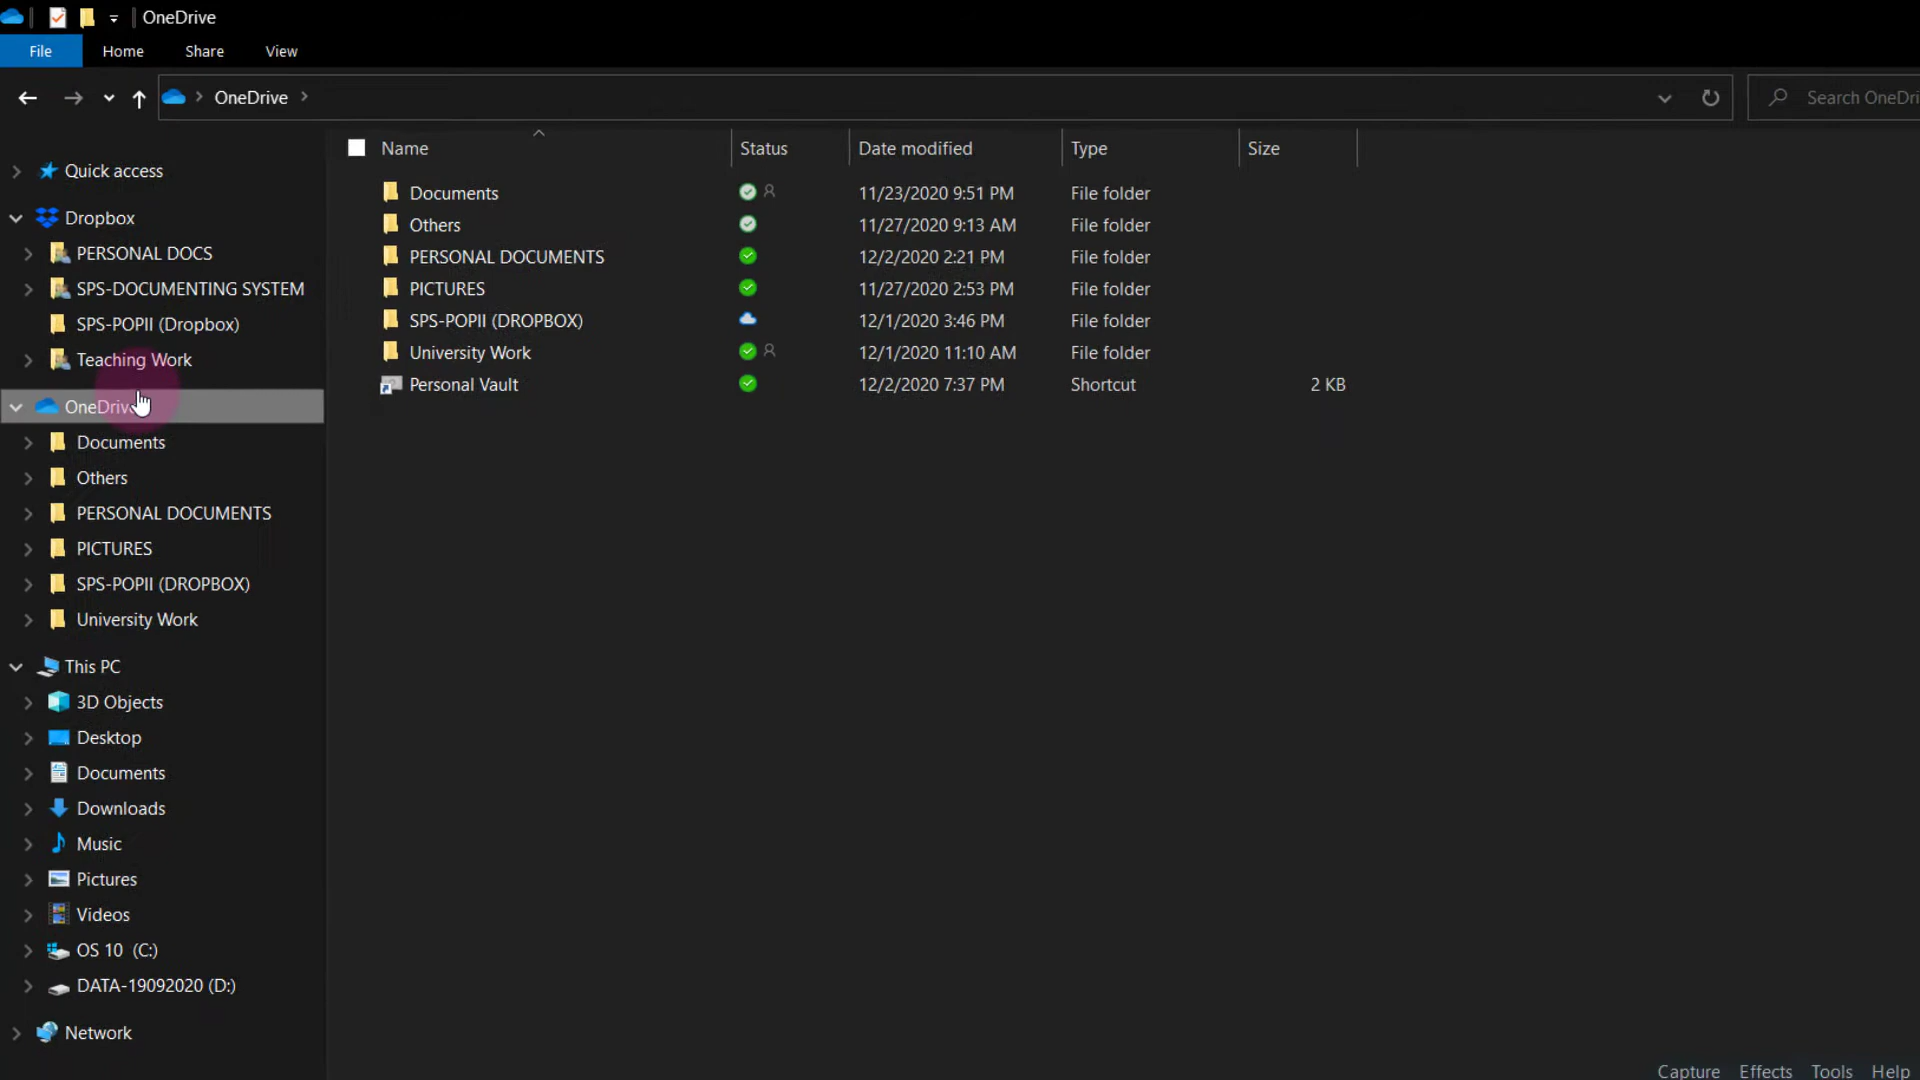 OneDrive
File Home Share View
OneDrive
Search OneDri
Name Status Date modified Type Size
Documents 11/23/2020 9:51 PM File folder
Others 11/27/2020 9:13 AM File folder
PERSONAL DOCUMENTS 12/2/2020 2:21 PM File folder
PICTURES 11/27/2020 2:53 PM File folder
SPS-POPII (DROPBOX) 12/1/2020 3:46 PM File folder
University Work 12/1/2020 11:10 AM File folder
Personal Vault 12/2/2020 7:37 PM Shortcut 2 KB
Quick access
Dropbox
PERSONAL DOCS
SPS-DOCUMENTING SYSTEM
SPS-POPII (Dropbox)
Teaching Work
OneDrive
Documents
Others
PERSONAL DOCUMENTS
PICTURES
SPS-POPII (DROPBOX)
University Work
This PC
3D Objects
Desktop
Documents
Downloads
Music
Pictures
Videos
OS 10 (C:)
DATA-19092020 (D:)
Network
Capture Effects Tools Help